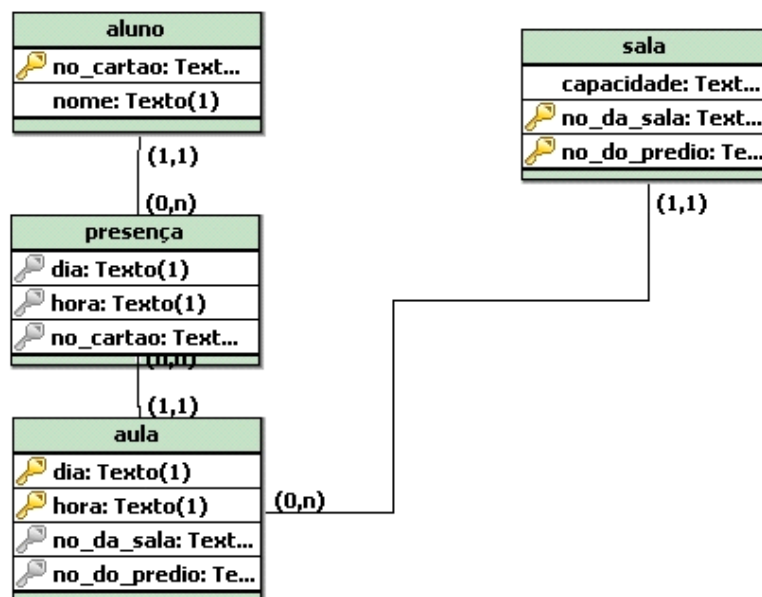 aluno
no_cartao: Text...
nome: Texto(1)
(1,1)
(0,n)
presença
dia: Texto(1)
hora: Texto(1)
no_cartao: Text...
(0,n)
(1,1)
aula
dia: Texto(1)
hora: Texto(1)
no_da_sala: Text...
no_do_predio: Te...
(0,n)
sala
capacidade: Text...
no_da_sala: Text...
no_do_predio: Te...
(1,1)